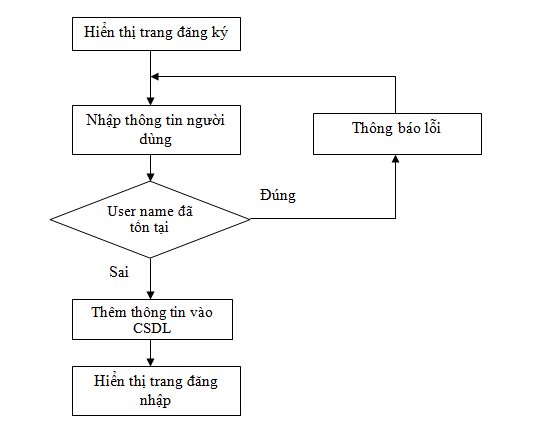 Hiển thị trang đăng ký
Nhập thông tin người
dùng
Thông báo lỗi
User name đã
tôn tại
Đúng
Sai
Thêm thông tin vào
CSDL
Hiển thị trang đăng
nhập